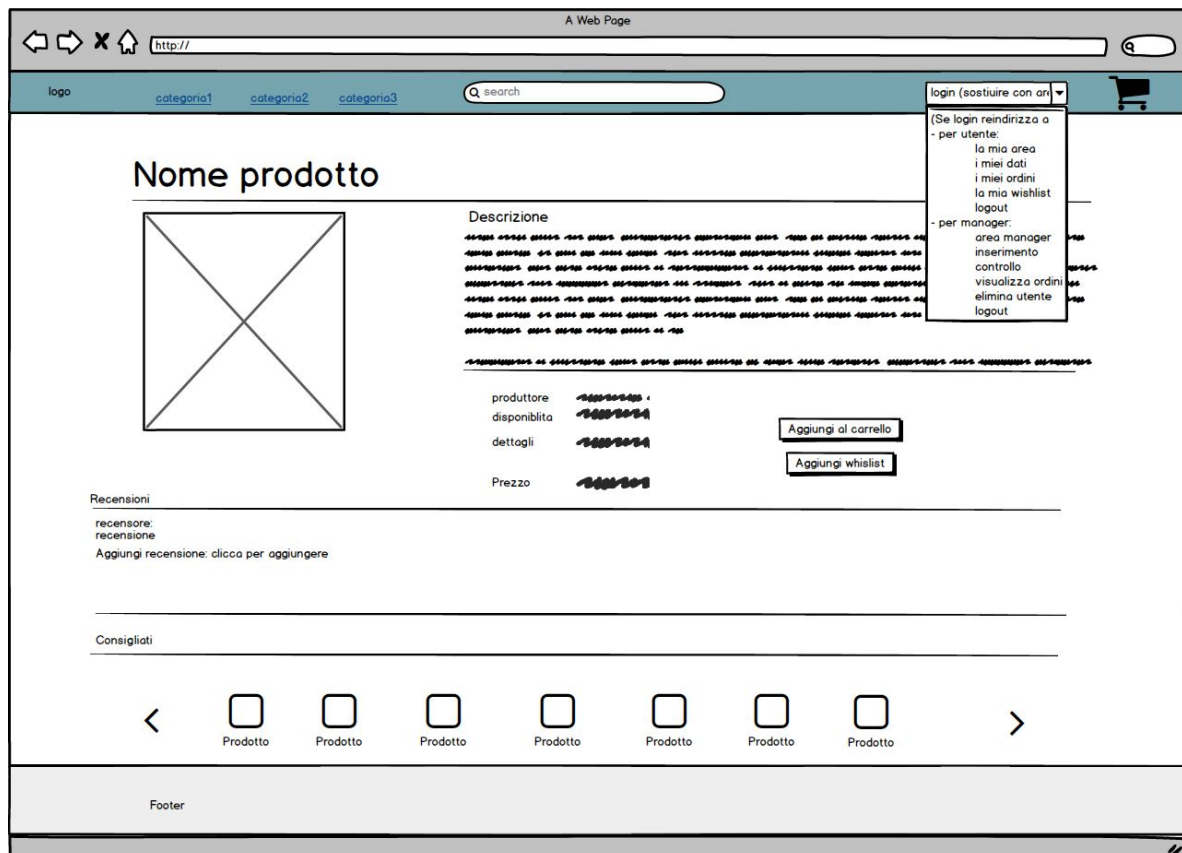 A Web Page
http://
logo
categoria1
categoria2
categoria3
search
login (sostiuire con are
(Se login reindirizza a
- per utente:
la mia area
i miei dati
i miei ordini
la mia wishlist
logout
- per manager:
area manager
inserimento
controllo
visualizza ordini
elimina utente
logout
Nome prodotto
Descrizione
produttore
disponiblita
dettagli
Prezzo
Aggiungi al carrello
Aggiungi whislist
Recensioni
recensore:
recensione
Aggiungi recensione: clicca per aggiungere
Consigliati
Prodotto
Prodotto
Prodotto
Prodotto
Prodotto
Prodotto
Prodotto
Footer